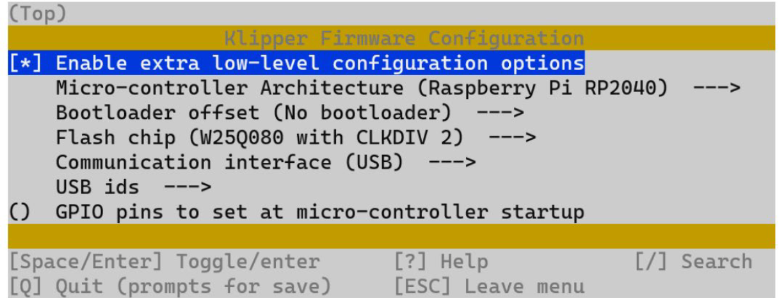 (Top)
Klipper Firmware Configuration
[*] Enable extra low-level configuration options
Micro-controller Architecture (Raspberry Pi RP2040) --->
Bootloader offset (No bootloader) --->
Flash chip (W25Q080 with CLKDIV 2) --->
Communication interface (USB) --->
USB ids --->
() GPIO pins to set at micro-controller startup
[Space/Enter] Toggle/enter [?] Help [/] Search
[Q] Quit (prompts for save) [ESC] Leave menu